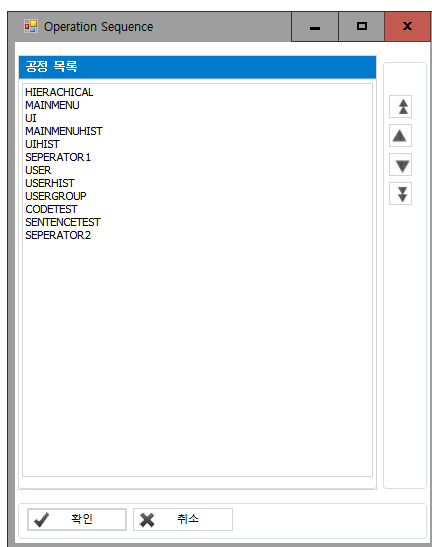 Operation Sequence
공정 목록
HIERACHICAL
MAINMENU
UI
MAINMENUHIST
UIHIST
SEPERATOR1
USER
USERHIST
USERGROUP
CODETEST
SENTENCETEST
SEPERATOR2
확인
취소